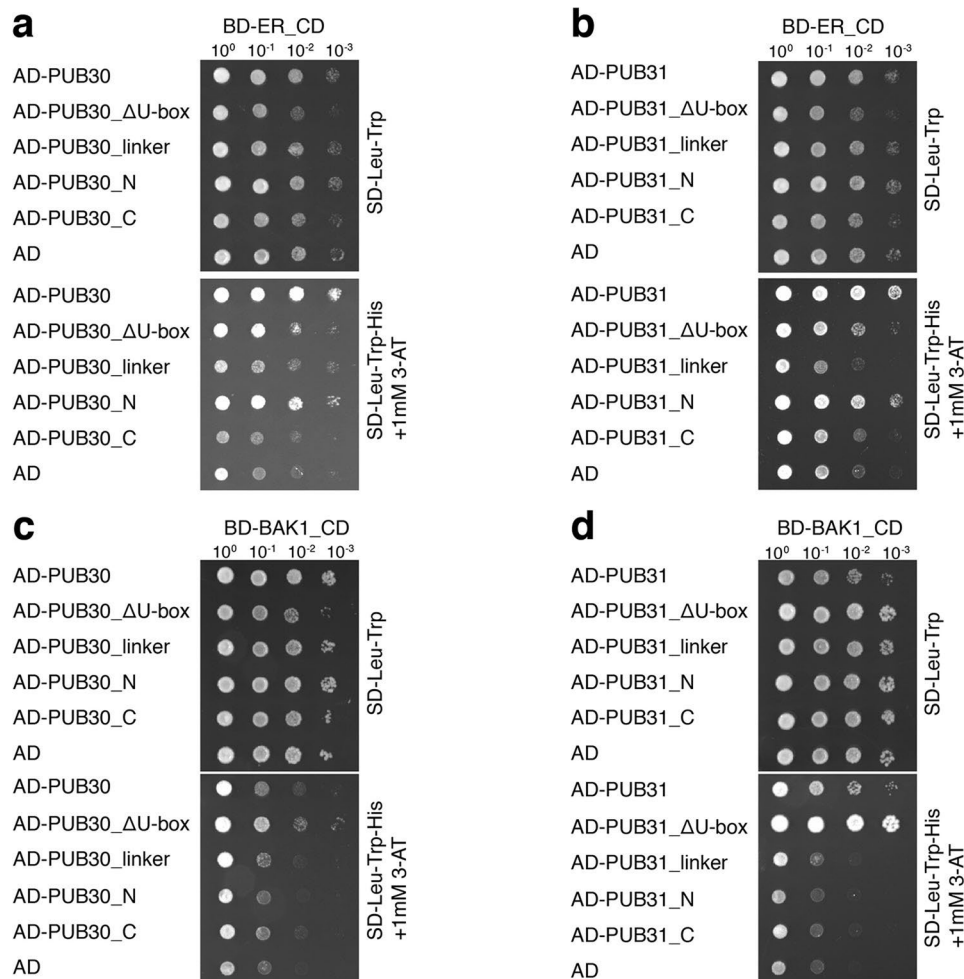 a
BD-ER_CD
10⁰ 10⁻¹ 10⁻² 10⁻³
AD-PUB30
AD-PUB30_ΔU-box
AD-PUB30_linker
AD-PUB30_N
AD-PUB30_C
AD
SD-Leu-Trp
AD-PUB30
AD-PUB30_ΔU-box
AD-PUB30_linker
AD-PUB30_N
AD-PUB30_C
AD
SD-Leu-Trp-His
+1mM 3-AT
b
BD-ER_CD
10⁰ 10⁻¹ 10⁻² 10⁻³
AD-PUB31
AD-PUB31_ΔU-box
AD-PUB31_linker
AD-PUB31_N
AD-PUB31_C
AD
SD-Leu-Trp
AD-PUB31
AD-PUB31_ΔU-box
AD-PUB31_linker
AD-PUB31_N
AD-PUB31_C
AD
SD-Leu-Trp-His
+1mM 3-AT
c
BD-BAK1_CD
10⁰ 10⁻¹ 10⁻² 10⁻³
AD-PUB30
AD-PUB30_ΔU-box
AD-PUB30_linker
AD-PUB30_N
AD-PUB30_C
AD
SD-Leu-Trp
AD-PUB30
AD-PUB30_ΔU-box
AD-PUB30_linker
AD-PUB30_N
AD-PUB30_C
AD
SD-Leu-Trp-His
+1mM 3-AT
d
BD-BAK1_CD
10⁰ 10⁻¹ 10⁻² 10⁻³
AD-PUB31
AD-PUB31_ΔU-box
AD-PUB31_linker
AD-PUB31_N
AD-PUB31_C
AD
SD-Leu-Trp
AD-PUB31
AD-PUB31_ΔU-box
AD-PUB31_linker
AD-PUB31_N
AD-PUB31_C
AD
SD-Leu-Trp-His
+1mM 3-AT